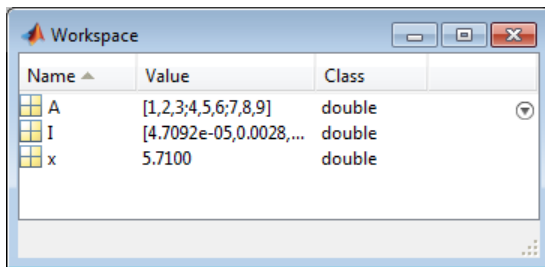 Workspace
Name Value Class
A [1,2,3;4,5,6;7,8,9] double
I [4.7092e-05,0.0028,... double
x 5.7100 double